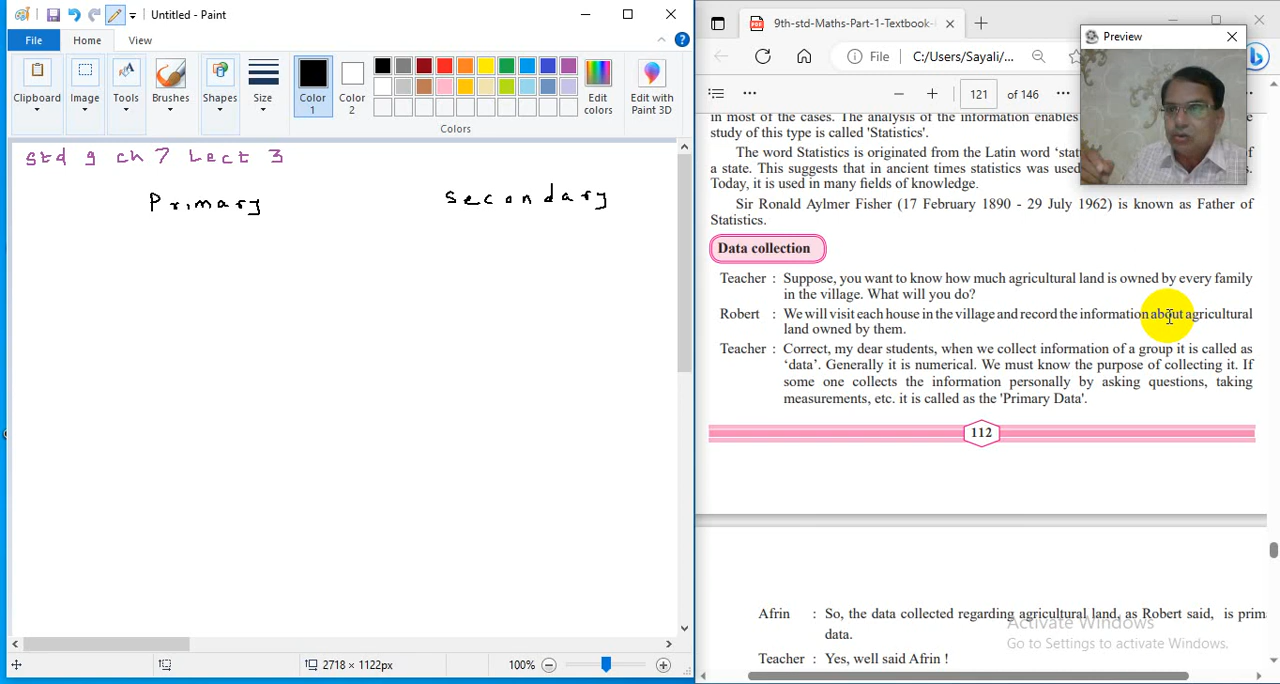 Untitled - Paint
File
Home
View
Clipboard
Image
Tools
Brushes
Shapes
Size
Color 1
Color 2
Edit colors
Edit with Paint 3D
Colors
Std 9 ch 7 Lect 3
Primary
Secondary
100%
2718 × 1122px
9th-std-Maths-Part-1-Textbook-
File
C:/Users/Sayali/...
121 of 146
Preview
in most of the cases. The analysis of the information enables
study of this type is called 'Statistics'.
The word Statistics is originated from the Latin word 'stat
of
a state. This suggests that in ancient times statistics was used
Today, it is used in many fields of knowledge.
Sir Ronald Aylmer Fisher (17 February 1890 - 29 July 1962) is known as Father of
Statistics.
Data collection
Teacher : Suppose, you want to know how much agricultural land is owned by every family
in the village. What will you do?
Robert : We will visit each house in the village and record the information about agricultural
land owned by them.
Teacher : Correct, my dear students, when we collect information of a group it is called as
'data'. Generally it is numerical. We must know the purpose of collecting it. If
some one collects the information personally by asking questions, taking
measurements, etc. it is called as the 'Primary Data'.
112
Afrin : So, the data collected regarding agricultural land, as Robert said, is prim
data.
Teacher : Yes, well said Afrin !
Activate Windows
Go to Settings to activate Windows.